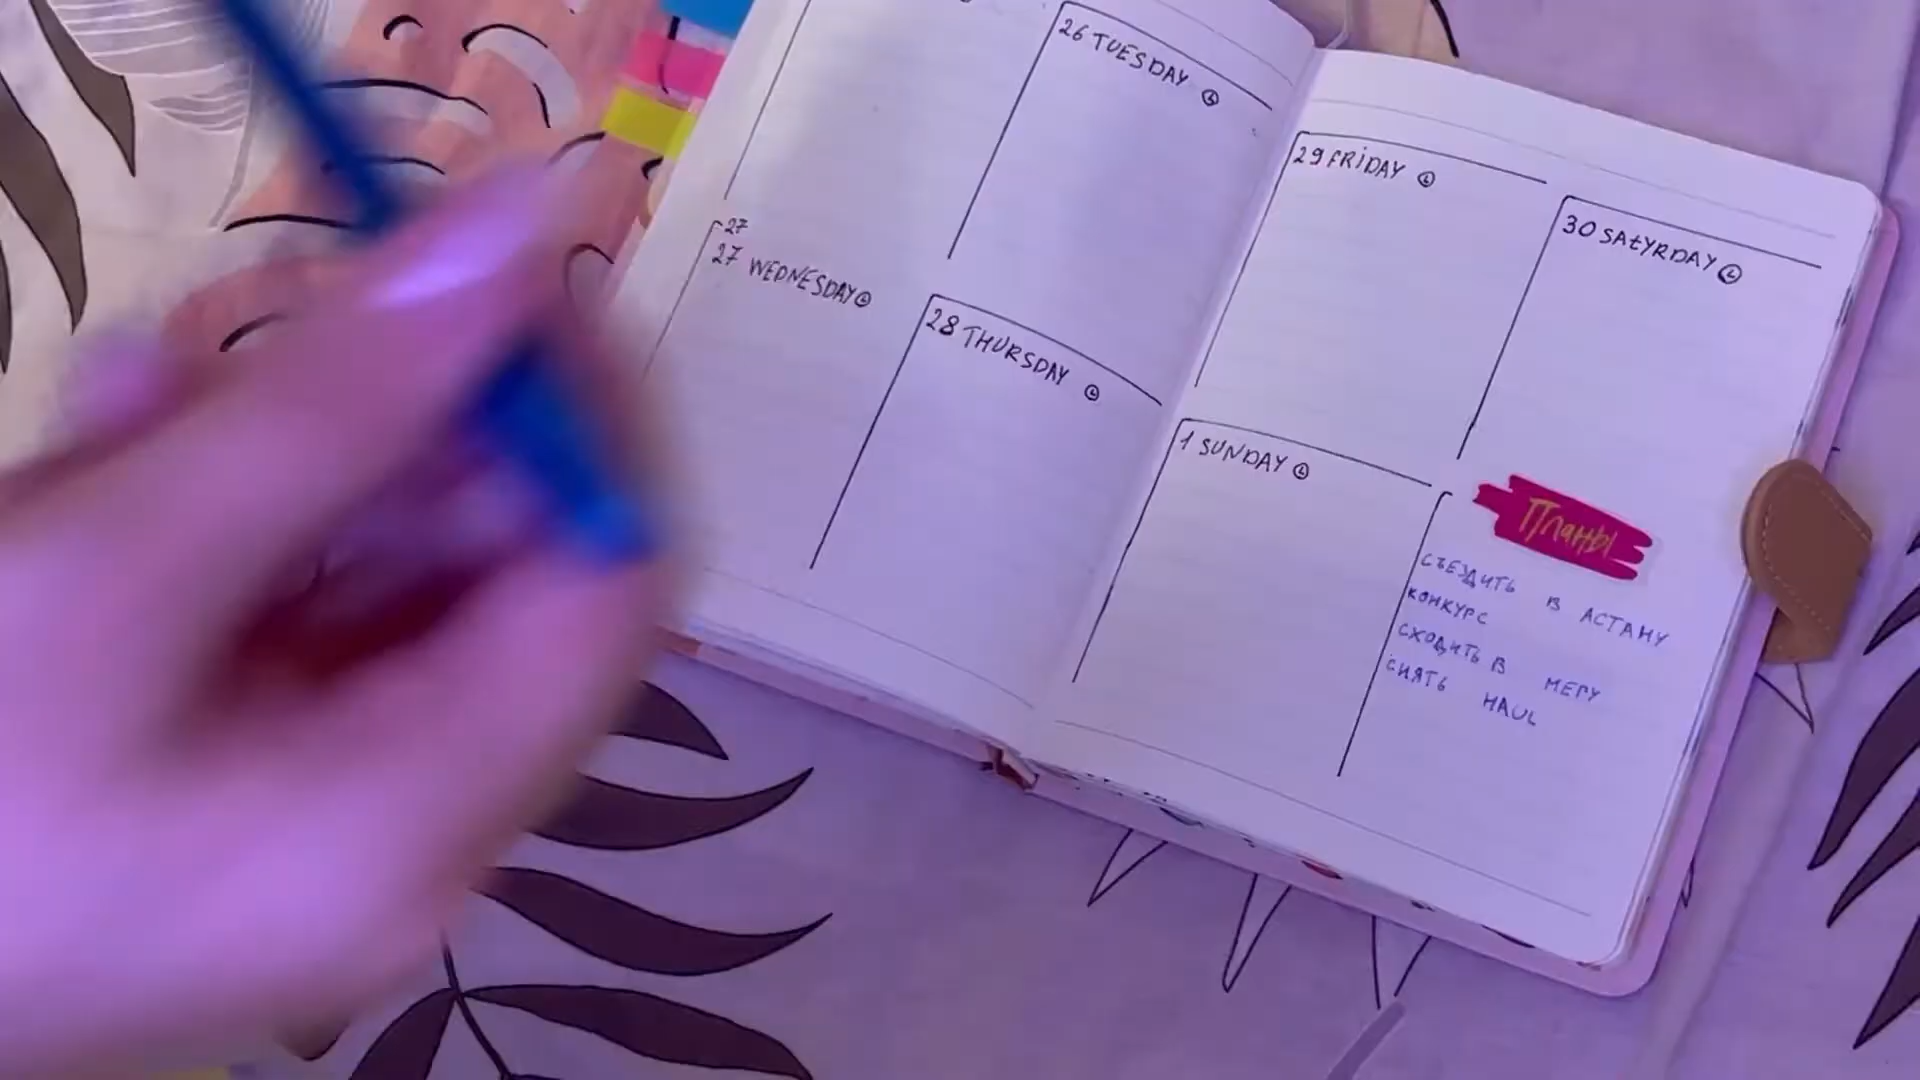 26 TUESDAY
27
27 WEDNESDAY
28 THURSDAY
29 FRIDAY
30 SATYRDAY
1 SUNDAY
Планы
СЪЕЗДИТЬ В АСТАНУ
КОНКУРС
СХОДИТЬ В МЕГУ
СНЯТЬ HAUL